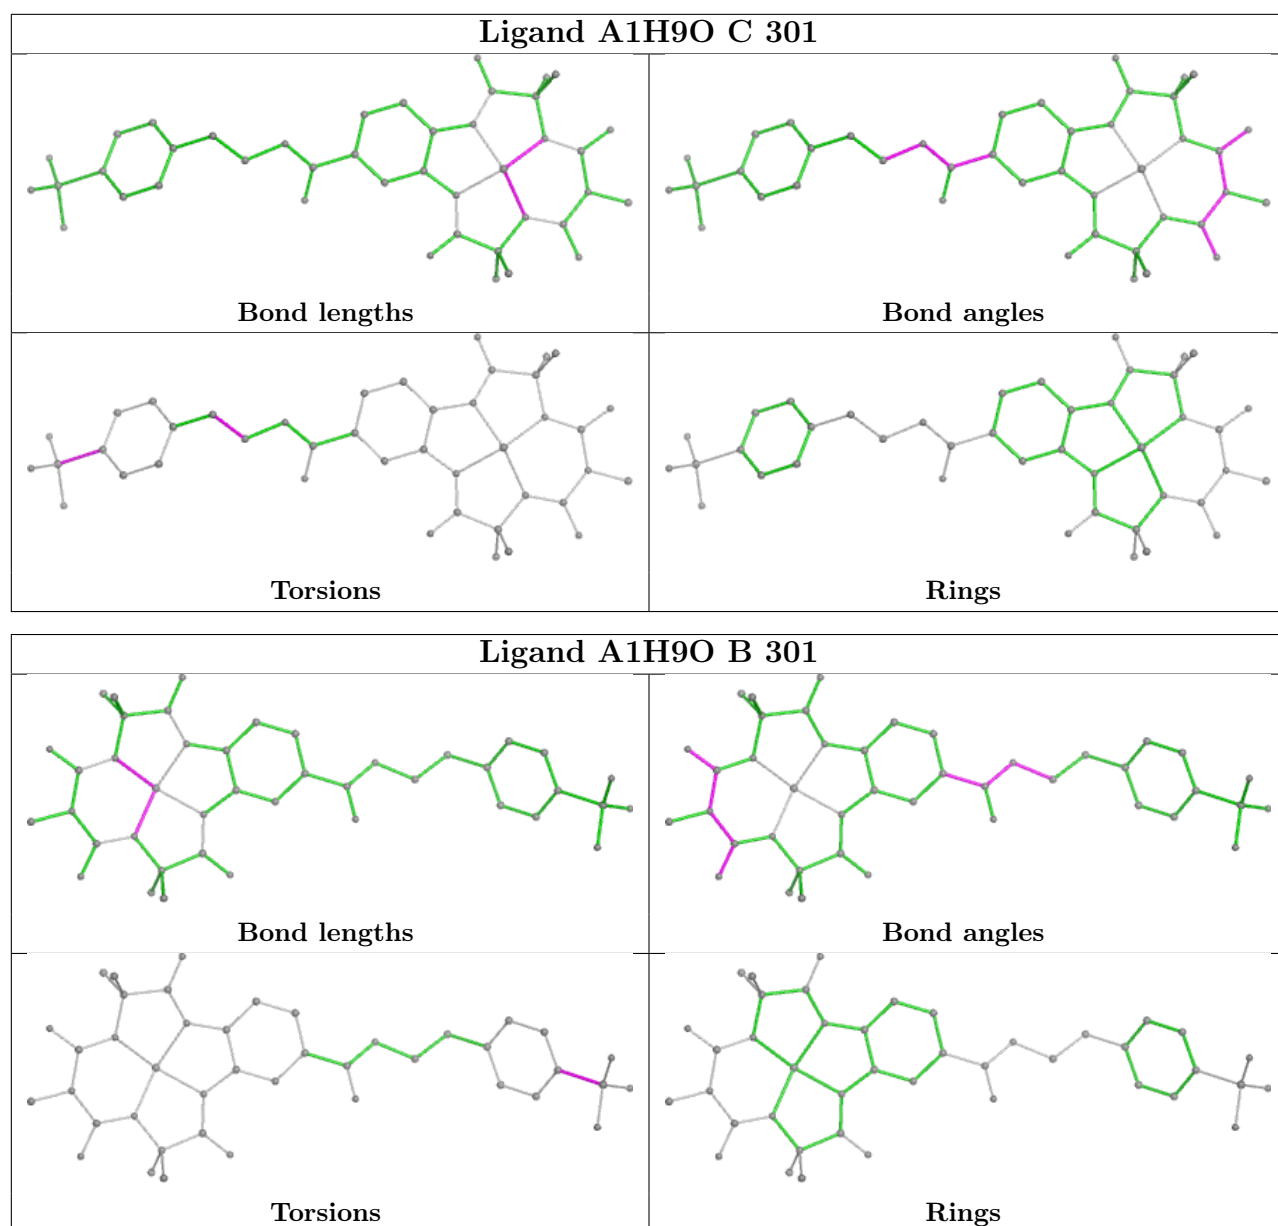 Ligand A1H9O C 301
Bond lengths
Bond angles
Torsions
Rings
Ligand A1H9O B 301
Bond lengths
Bond angles
Torsions
Rings